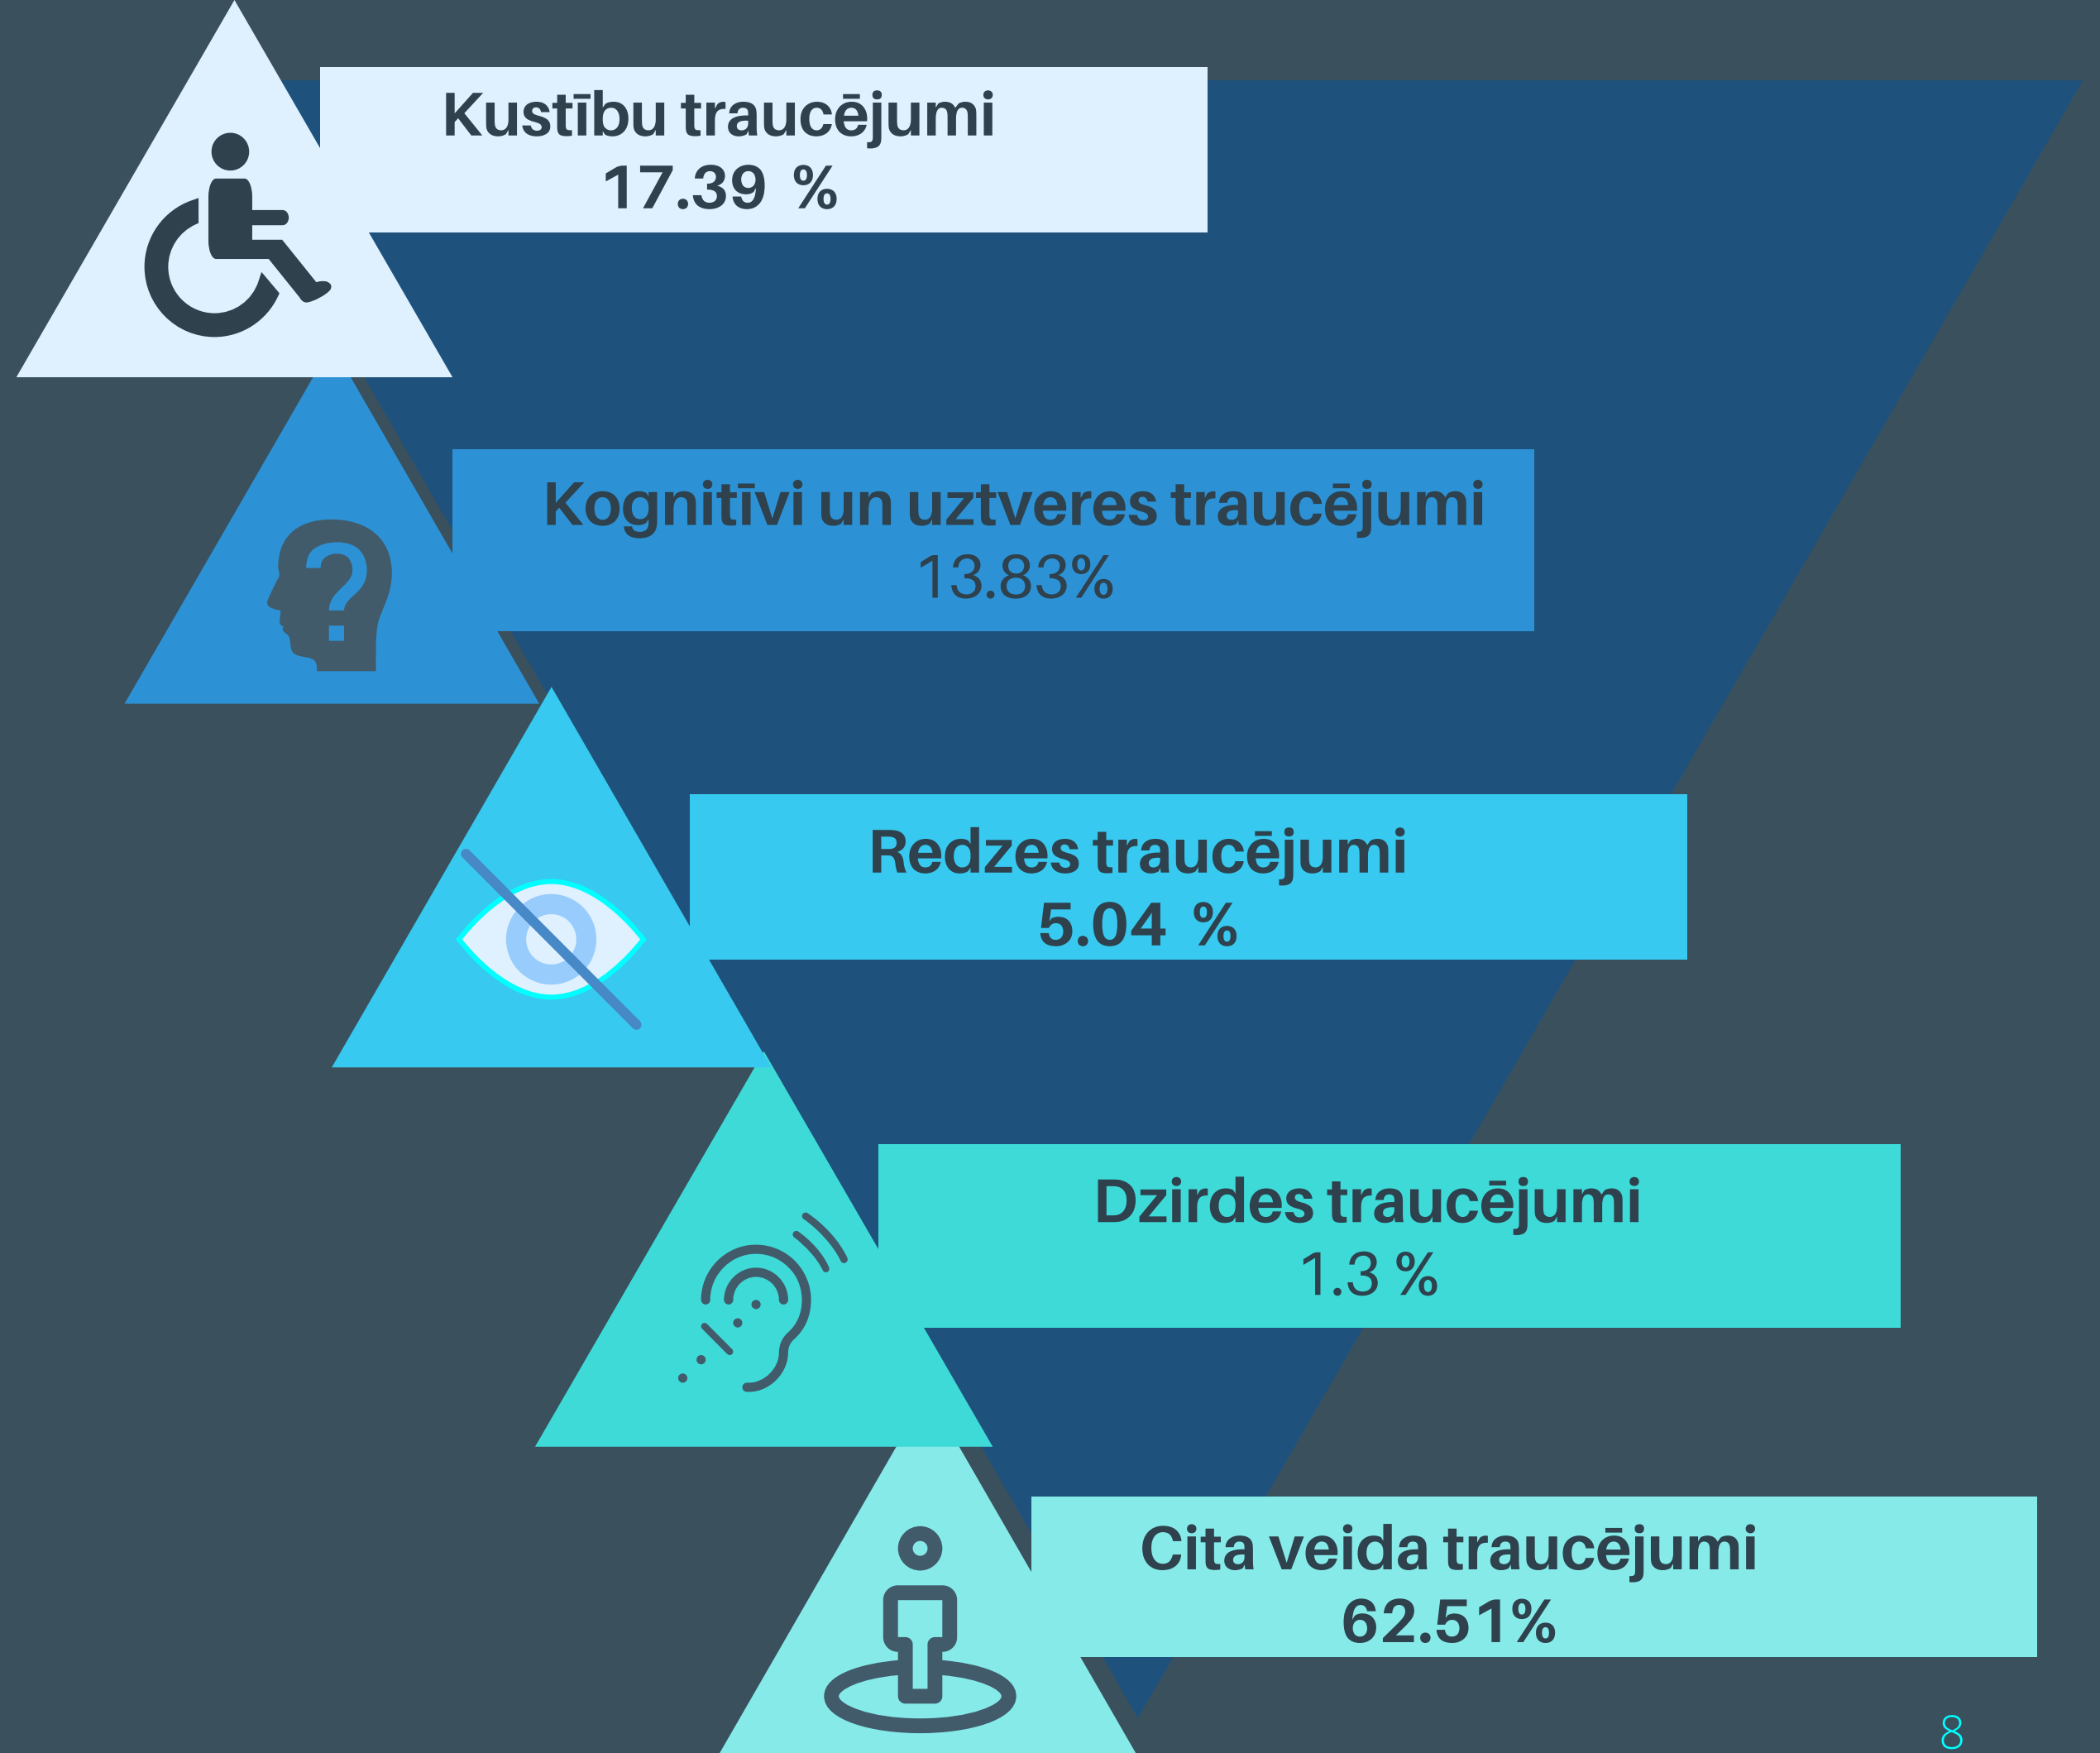 Kustību traucējumi
17.39 %
Kognitīvi un uztveres traucējumi
13.83%
Redzes traucējumi
5.04 %
Dzirdes traucējumi
1.3 %
Cita veida traucējumi
62.51%
8